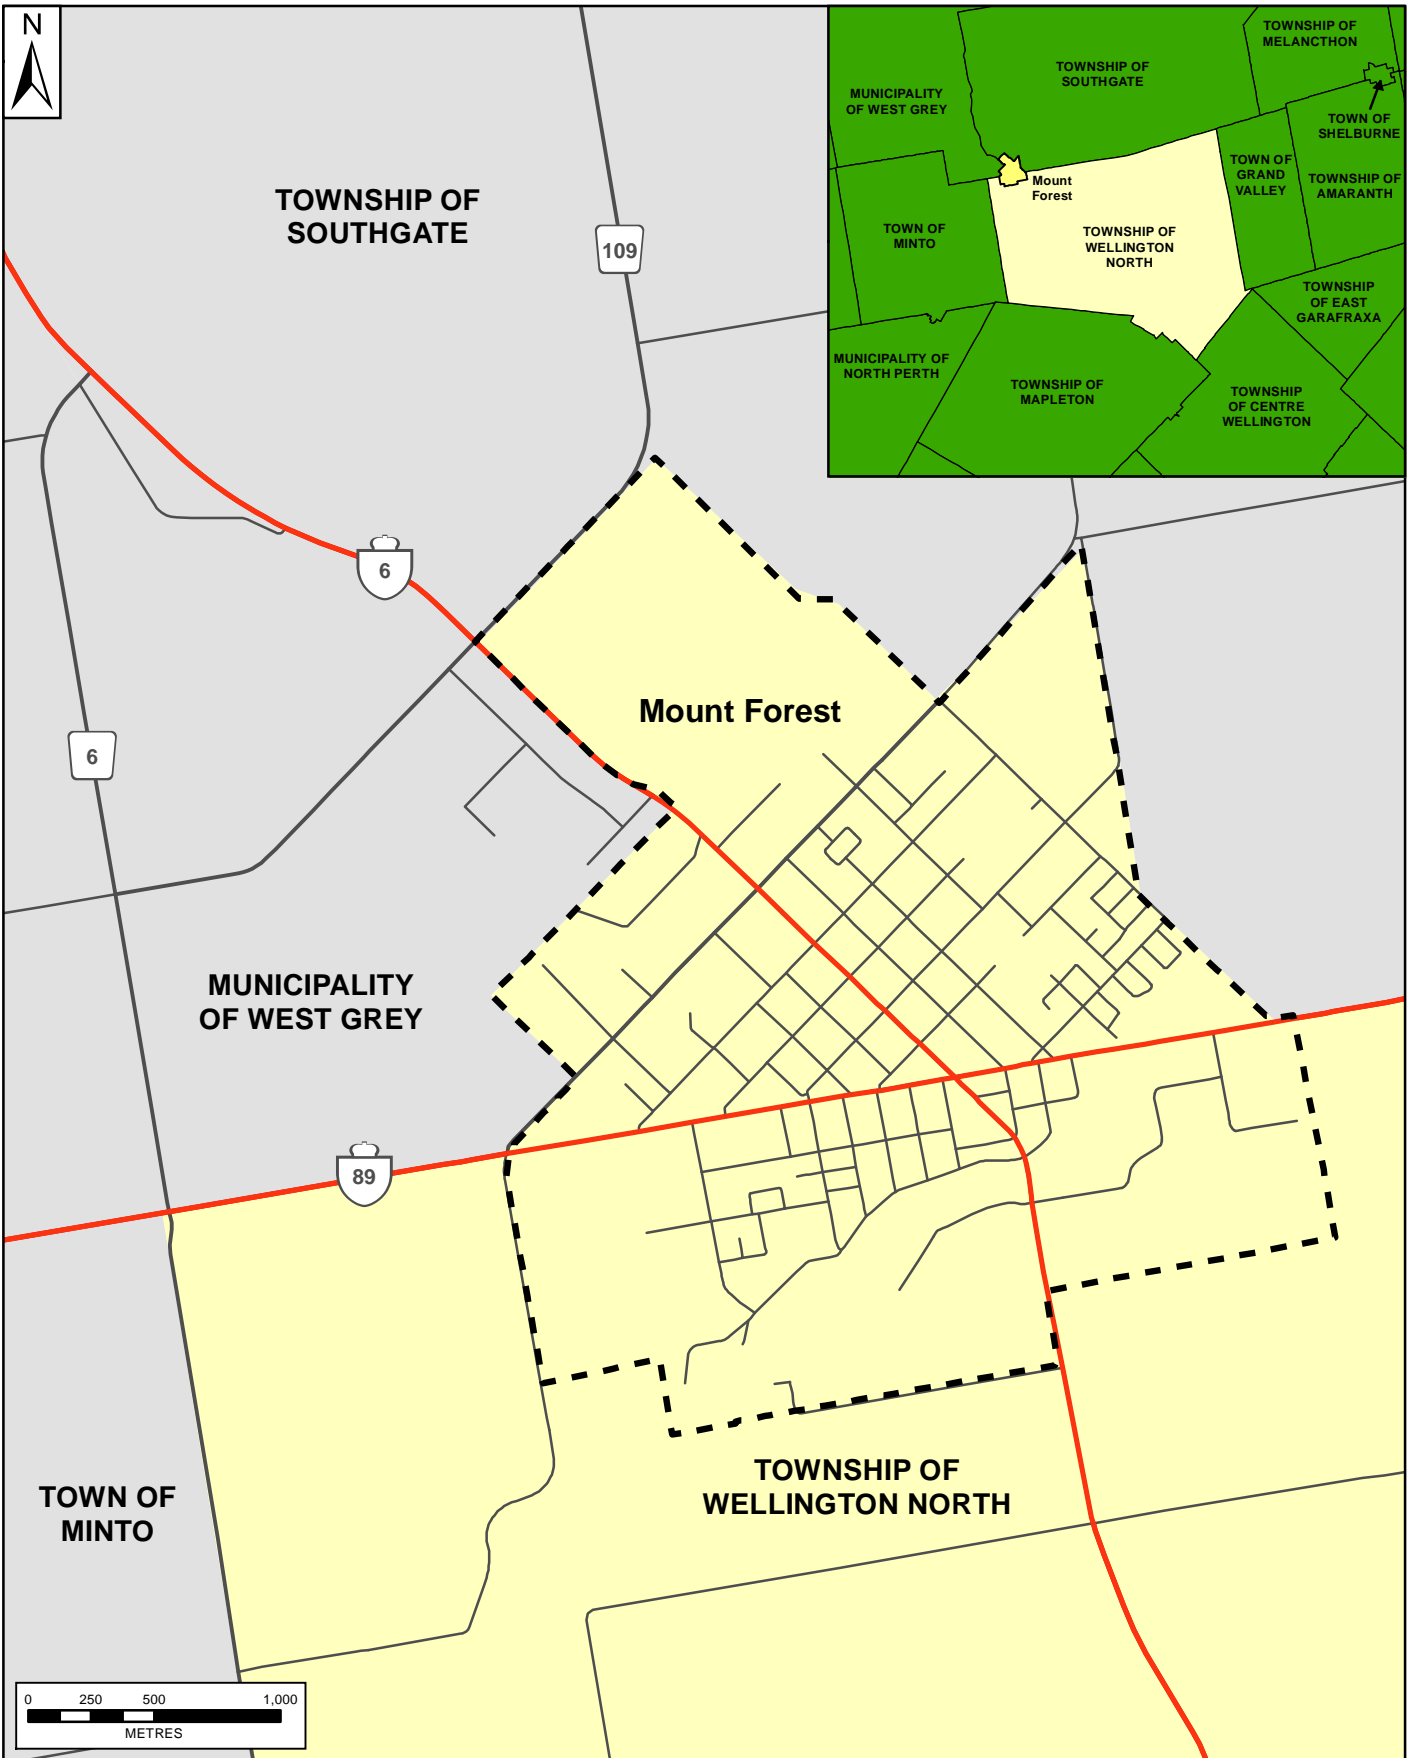 N
TOWNSHIP OF
SOUTHGATE
109
6
6
Mount Forest
MUNICIPALITY
OF WEST GREY
89
TOWN OF
MINTO
TOWNSHIP OF
WELLINGTON NORTH
0 250 500 1,000
METRES
TOWNSHIP OF
MELANCTHON
TOWNSHIP OF
SOUTHGATE
MUNICIPALITY
OF WEST GREY
TOWN OF
SHELBURNE
TOWN OF
GRAND
VALLEY
TOWNSHIP OF
AMARANTH
Mount
Forest
TOWN OF
MINTO
TOWNSHIP OF
WELLINGTON
NORTH
TOWNSHIP
OF EAST
GARAFRAXA
MUNICIPALITY OF
NORTH PERTH
TOWNSHIP OF
MAPLETON
TOWNSHIP
OF CENTRE
WELLINGTON